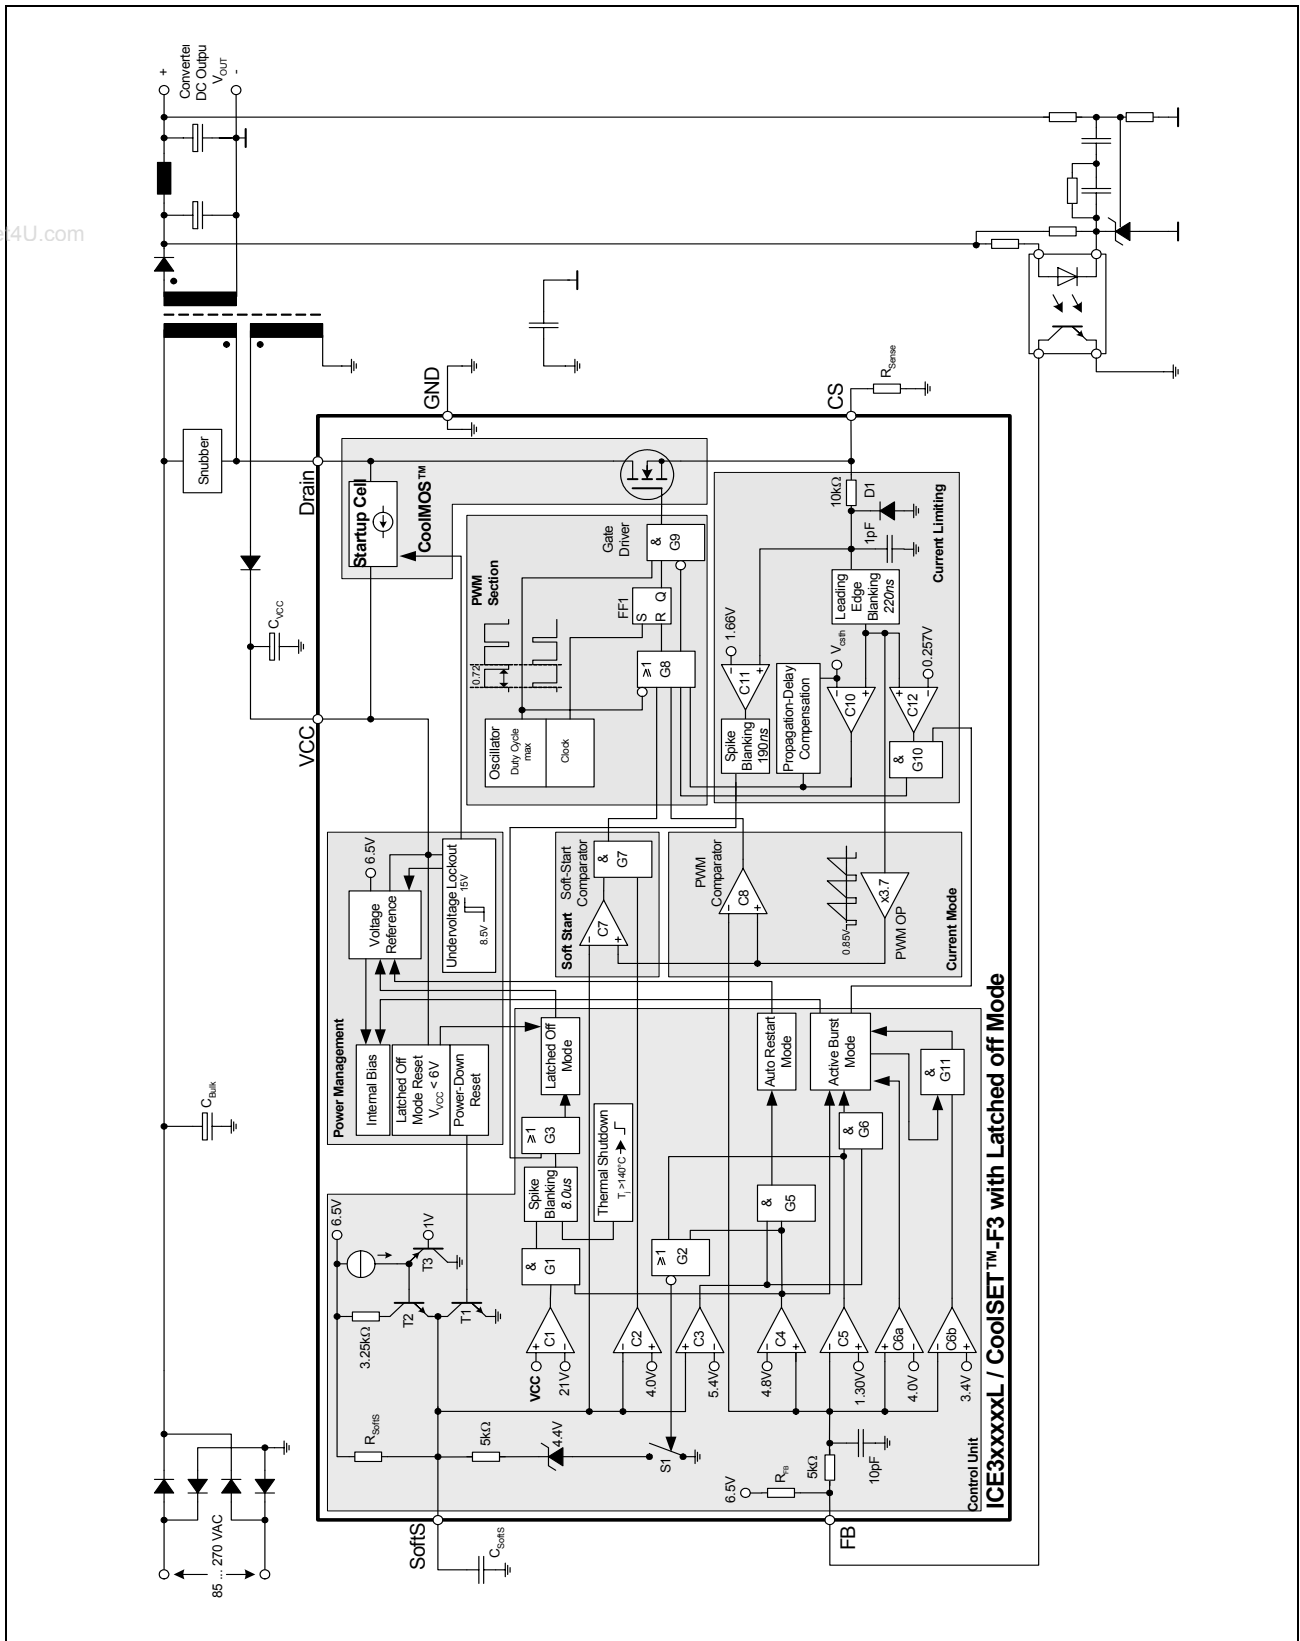 et4U.com
85 ... 270 VAC
CBulk
Snubber
CVCC
+
Converter
DC Outpu
VOUT
-
SoftS
CSoftS
VCC
Drain
GND
CS
RSense
FB
6.5V
3.25kΩ
RSoftS
T2
T3
1V
T1
5kΩ
4.4V
S1
6.5V
RFB
5kΩ
10pF
Control Unit
Power Management
Internal Bias
Latched Off
Mode Reset
VVCC < 6V
Power-Down
Reset
Voltage
Reference
6.5V
Undervoltage Lockout
15V
8.5V
VCC
21V
+
−
C1
&
G1
Spike
Blanking
8.0us
≥1
G3
Latched Off
Mode
Thermal Shutdown
Tj >140°C
4.0V
C2
5.4V
C3
≥1
G2
4.8V
C4
&
G5
Auto Restart
Mode
1.30V
C5
&
G6
Active Burst
Mode
4.0V
C6a
3.4V
C6b
&
G11
Soft Start
Soft-Start
Comparator
C7
&
G7
PWM
Comparator
C8
0.85V
x3.7
PWM OP
Current Mode
PWM
Section
0.72
Oscillator
Duty Cycle
max
Clock
≥1
G8
FF1
S
R
Q
Gate
Driver
&
G9
Startup Cell
CoolMOS™
1.66V
C11
Spike
Blanking
190ns
Propagation-Delay
Compensation
Vcsth
C10
C12
0.257V
&
G10
Leading
Edge
Blanking
220ns
10kΩ
D1
1pF
Current Limiting
ICE3xxxxxL / CoolSET™-F3 with Latched off Mode